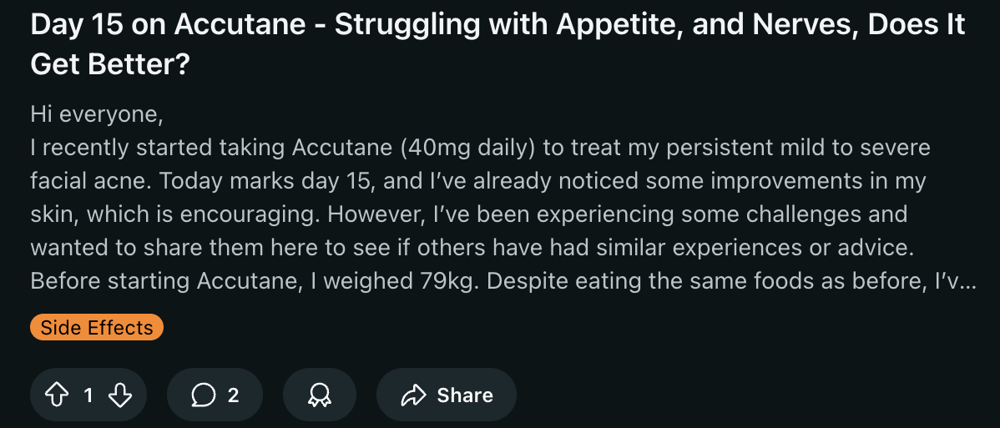 Day 15 on Accutane - Struggling with Appetite, and Nerves, Does It
Get Better?
Hi everyone,
I recently started taking Accutane (40mg daily) to treat my persistent mild to severe
facial acne. Today marks day 15, and I’ve already noticed some improvements in my
skin, which is encouraging. However, I’ve been experiencing some challenges and
wanted to share them here to see if others have had similar experiences or advice.
Before starting Accutane, I weighed 79kg. Despite eating the same foods as before, I’v...
Side Effects
1 2 Share